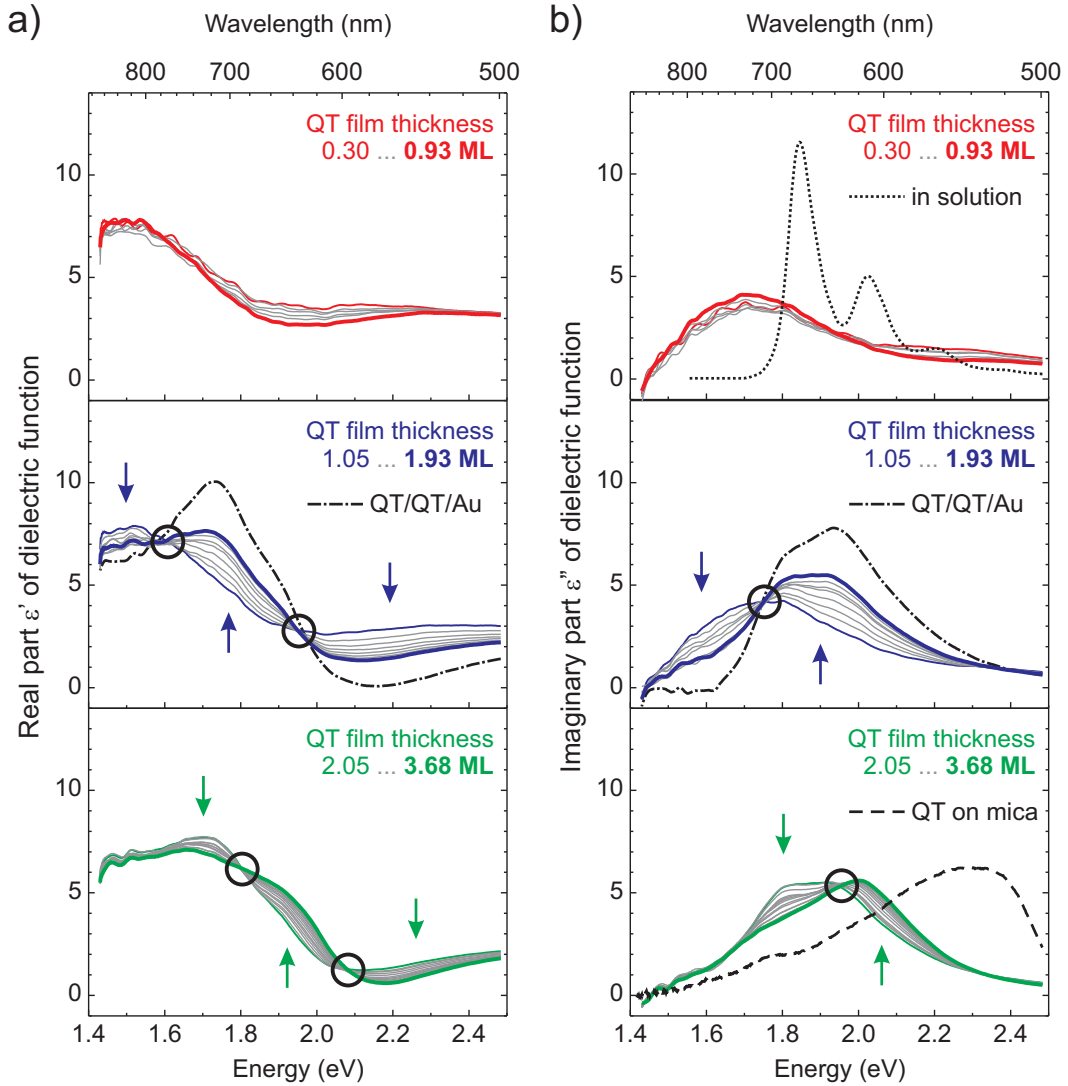 a)
Wavelength (nm)
800 700 600 500
QT film thickness
0.30 ... 0.93 ML
10
5
0
QT film thickness
1.05 ... 1.93 ML
QT/QT/Au
10
5
0
QT film thickness
2.05 ... 3.68 ML
10
5
0
1.4 1.6 1.8 2.0 2.2 2.4
Energy (eV)
Real part ε' of dielectric function
b)
Wavelength (nm)
800 700 600 500
QT film thickness
0.30 ... 0.93 ML
in solution
10
5
0
QT film thickness
1.05 ... 1.93 ML
QT/QT/Au
10
5
0
QT film thickness
2.05 ... 3.68 ML
QT on mica
10
5
0
1.4 1.6 1.8 2.0 2.2 2.4
Energy (eV)
Imaginary part ε" of dielectric function